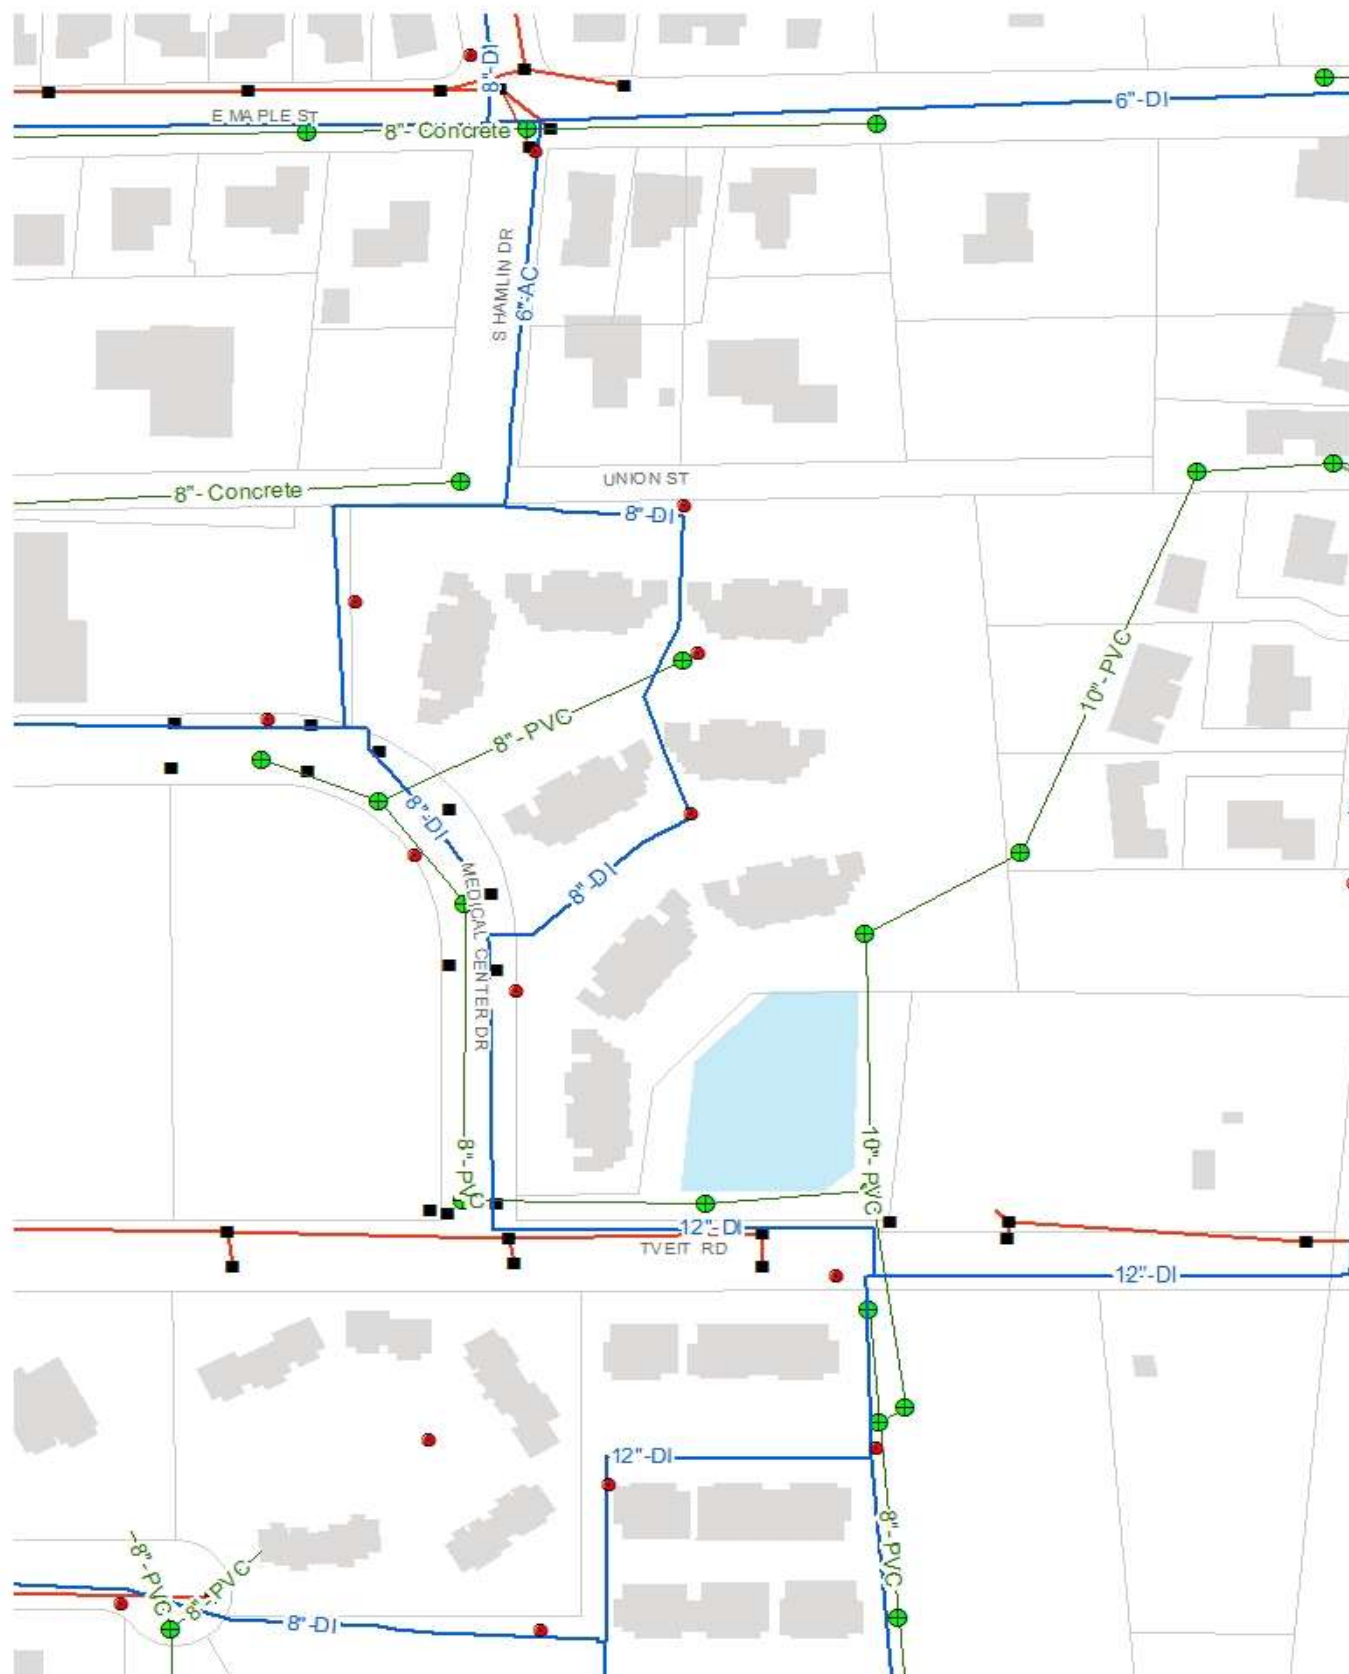 8"-DI
6"-DI
E MAPLE ST
8"- Concrete
S HAMLIN DR
6"-AC
UNION ST
8"- Concrete
8"-DI
10"- PVC
8"-PVC
8"-DI
8"-DI
MEDICAL CENTER DR
8"-PVC
10"- PVC
12"-DI
TVEIT RD
12"-DI
12"-DI
8"-PVC
8"-PVC
8"-PVC
8"-DI